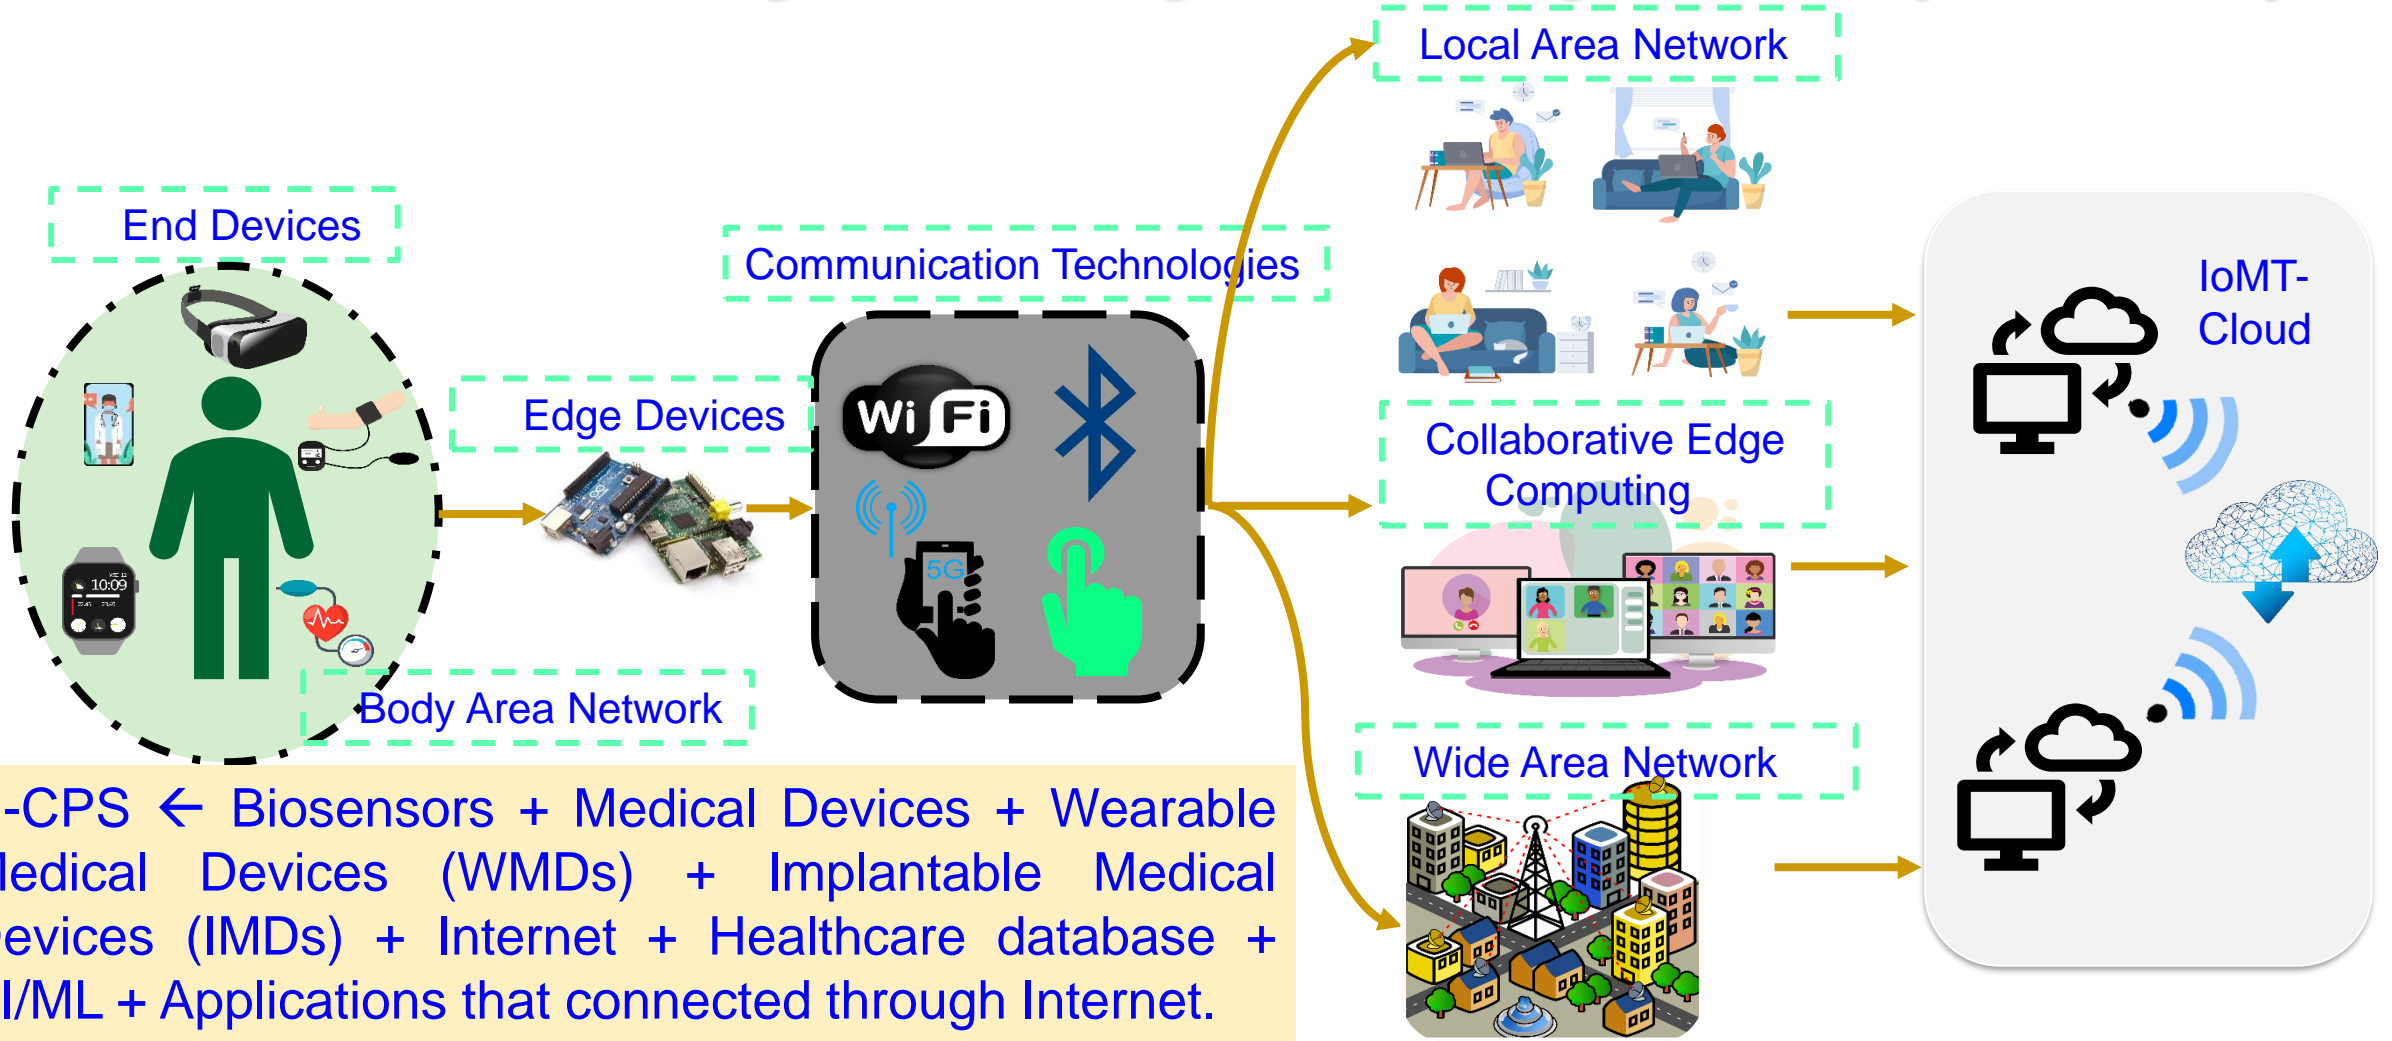 Local Area Network
End Devices
Communication Technologies
IoMT-
Cloud
Edge Devices
Wi Fi
Collaborative Edge
Computing
5G
10:09
Body Area Network
Wide Area Network
-CPS ← Biosensors + Medical Devices + Wearable
edical Devices (WMDs) + Implantable Medical
evices (IMDs) + Internet + Healthcare database +
I/ML + Applications that connected through Internet.